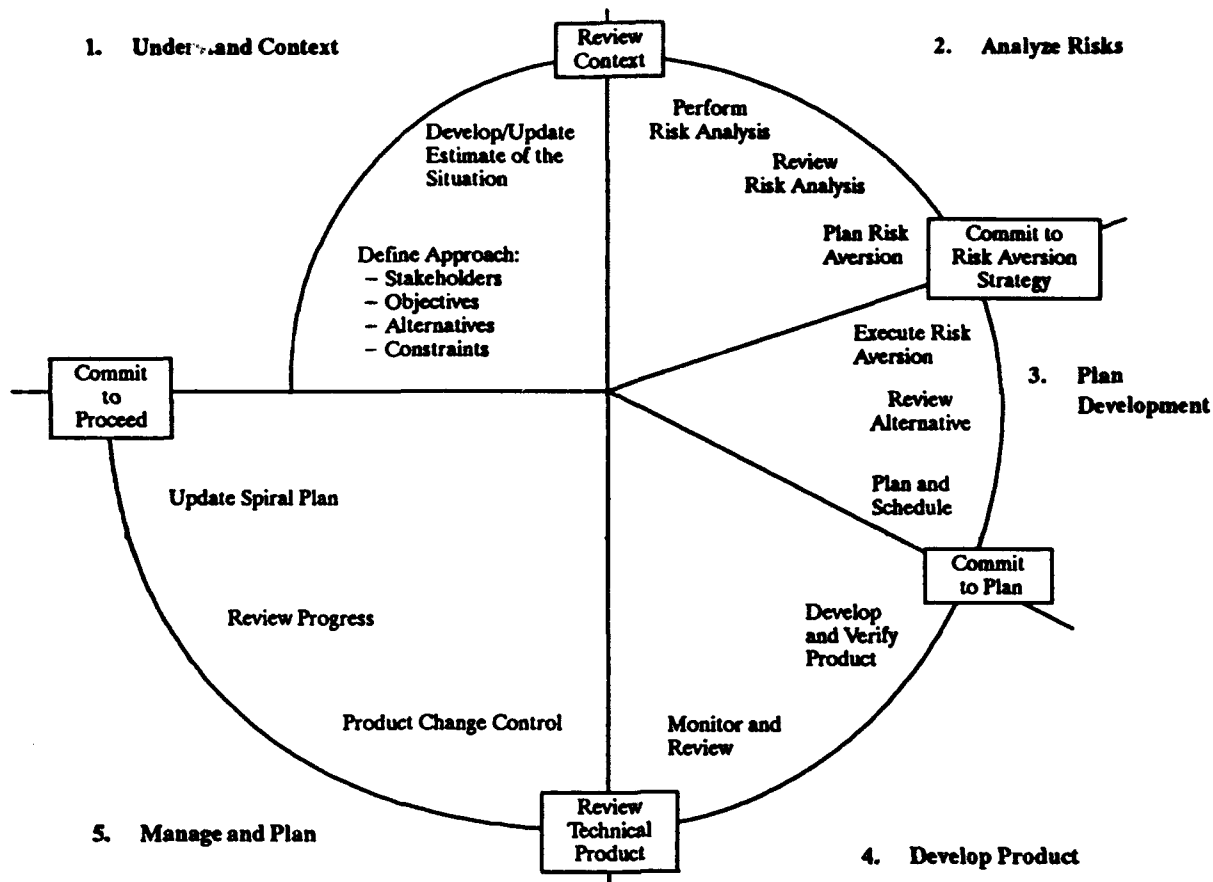 1. Under and Context
Review
Context
2. Analyze Risks
Develop/Update
Estimate of the
Situation
Define Approach:
– Stakeholders
– Objectives
– Alternatives
– Constraints
Perform
Risk Analysis
Review
Risk Analysis
Plan Risk
Aversion
Commit to
Risk Aversion
Strategy
Execute Risk
Aversion
Review
Alternative
Plan and
Schedule
3. Plan
Development
Commit
to Plan
Develop
and Verify
Product
Monitor and
Review
4. Develop Product
Review
Technical
Product
Product Change Control
Review Progress
Update Spiral Plan
Commit
to
Proceed
5. Manage and Plan